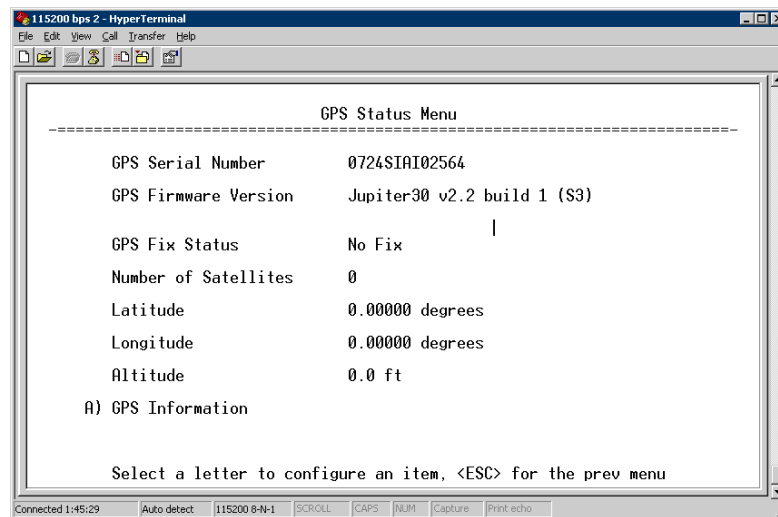 115200 bps 2 - HyperTerminal
File Edit View Call Transfer Help
GPS Status Menu
-==========================================================================-
GPS Serial Number 0724SIAI02564
GPS Firmware Version Jupiter30 v2.2 build 1 (S3)
GPS Fix Status No Fix
Number of Satellites 0
Latitude 0.00000 degrees
Longitude 0.00000 degrees
Altitude 0.0 ft
A) GPS Information
Select a letter to configure an item, <ESC> for the prev menu
Connected 1:45:29 Auto detect 115200 8-N-1 SCROLL CAPS NUM Capture Print echo